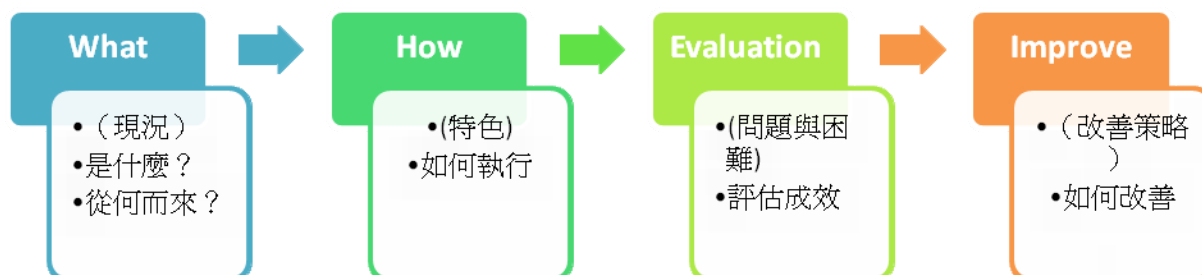 What
•（現況）
•是什麼？
•從何而來？
How
•(特色)
•如何執行
Evaluation
•(問題與困
難)
•評估成效
Improve
•（改善策略
）
•如何改善